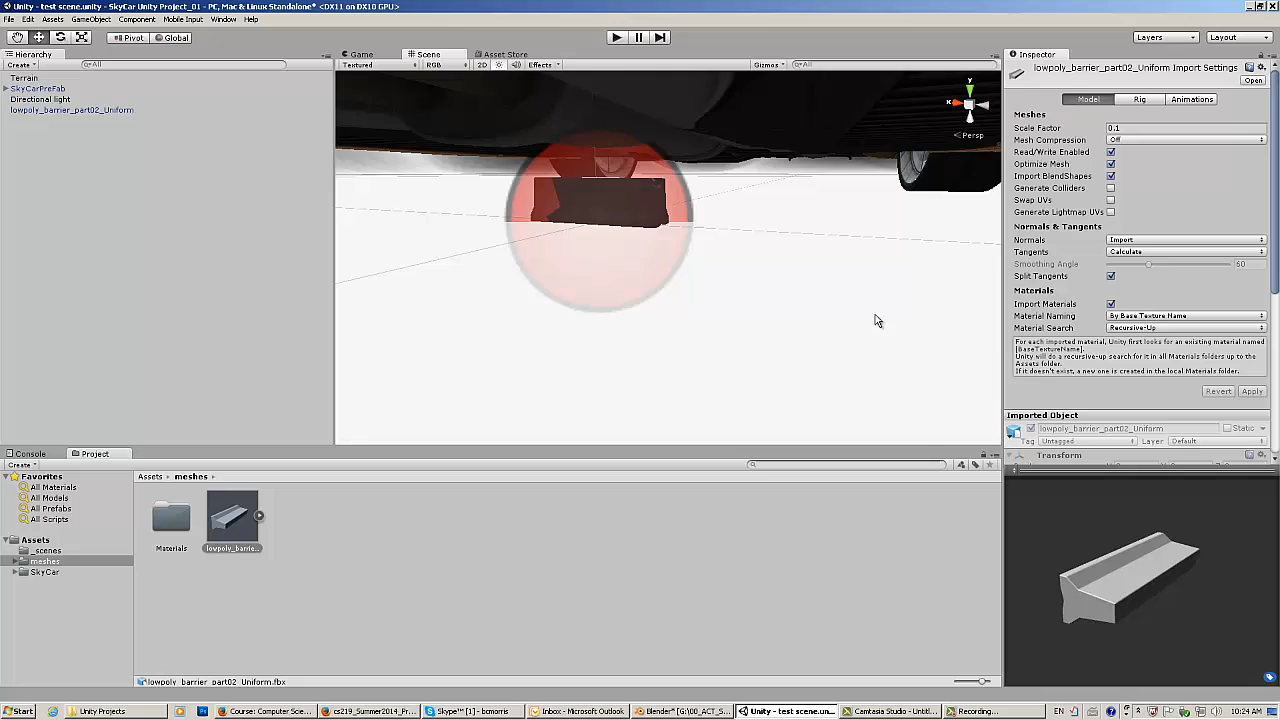 Unity - test scene.unity - SkyCar Unity Project_01 - PC, Mac & Linux Standalone* <DX11 on DX10 GPU>
File Edit Assets GameObject Component Mobile Input Window Help
Pivot Global Layers Layout
Hierarchy
Create All
Terrain
SkyCarPreFab
Directional light
lowpoly_barrier_part02_Uniform
Game Scene Asset Store
Textured RGB 2D Effects Gizmos All
y
x
Persp
Inspector
lowpoly_barrier_part02_Uniform Import Settings
Open
Model Rig Animations
Meshes
Scale Factor 0.1
Mesh Compression Off
Read/Write Enabled
Optimize Mesh
Import BlendShapes
Generate Colliders
Swap UVs
Generate Lightmap UVs
Normals & Tangents
Normals Import
Tangents Calculate
Smoothing Angle 60
Split Tangents
Materials
Import Materials
Material Naming By Base Texture Name
Material Search Recursive-Up
For each imported material, Unity first looks for an existing material named
[BaseTextureName].
Unity will do a recursive-up search for it in all Materials folders up to the
Assets folder.
If it doesn't exist, a new one is created in the local Materials folder.
Revert Apply
Imported Object
lowpoly_barrier_part02_Uniform Static
Tag Untagged Layer Default
Transform
Console Project
Create
Favorites
All Materials
All Models
All Prefabs
All Scripts
Assets
_scenes
meshes
SkyCar
Assets meshes
Materials
lowpoly_barrie...
lowpoly_barrier_part02_Uniform.fbx
Start Unity Projects Course: Computer Scie... cs219_Summer2014_Pr... Skype™ [1] - bcmorris Inbox - Microsoft Outlook Blender* [G:\00_ACT_S... Unity - test scene.un... Camtasia Studio - Untitl... Recording... EN 10:29 AM